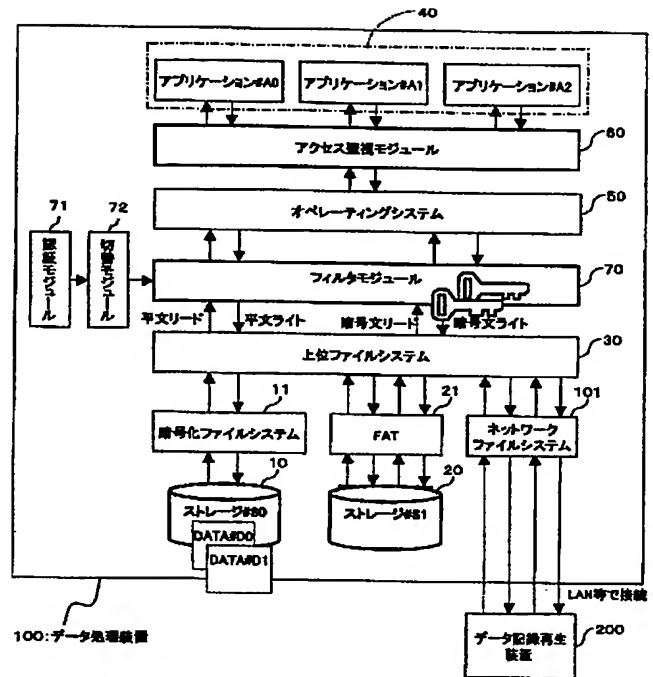 40
アプリケーション#A0
アプリケーション#A1
アプリケーション#A2
60
アクセス監視モジュール
50
オペレーティングシステム
71
72
認証モジュール
切替モジュール
フィルタモジュール
70
平文リード
平文ライト
暗号文リード
暗号文ライト
上位ファイルシステム
30
11
21
101
暗号化ファイルシステム
FAT
ネットワーク
ファイルシステム
10
20
ストレージ#S0
ストレージ#S1
DATA#D0
DATA#D1
LAN等で接続
100:データ処理装置
データ記録再生
装置
200